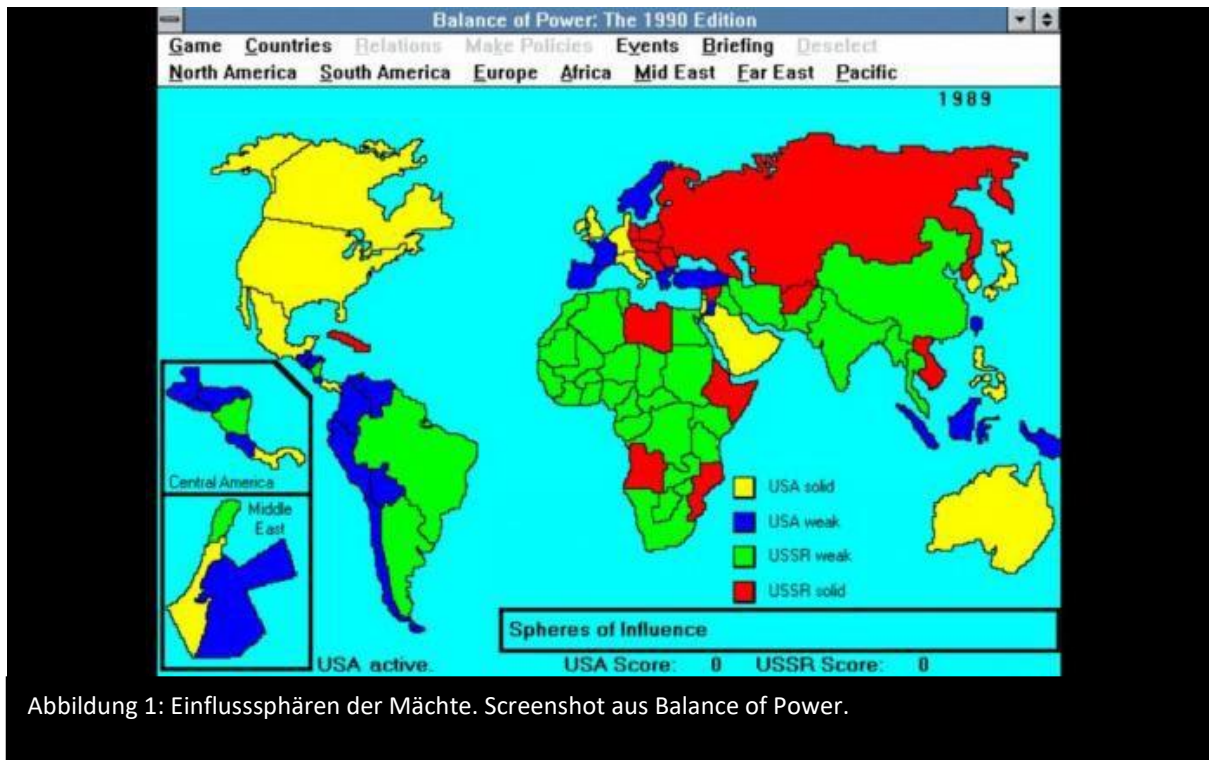 Balance of Power: The 1990 Edition
Game Countries Relations Make Policies Events Briefing Deselect
North America South America Europe Africa Mid East Far East Pacific
1989
Central America
Middle
East
USA solid
USA weak
USSR weak
USSR solid
Spheres of Influence
USA active. USA Score: 0 USSR Score: 0
Abbildung 1: Einflusssphären der Mächte. Screenshot aus Balance of Power.